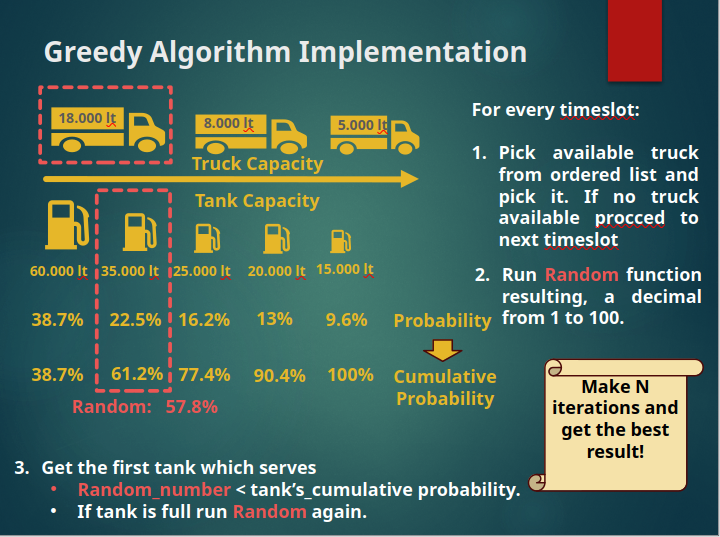 Greedy Algorithm Implementation
18.000 lt
8.000 lt
5.000 lt
Truck Capacity
Tank Capacity
60.000 lt 35.000 lt 25.000 lt 20.000 lt 15.000 lt
38.7% 22.5% 16.2% 13% 9.6% Probability
38.7% 61.2% 77.4% 90.4% 100% Cumulative
Probability
Random: 57.8%
For every timeslot:
1. Pick available truck
from ordered list and
pick it. If no truck
available procced to
next timeslot
2. Run Random function
resulting, a decimal
from 1 to 100.
Make N
iterations and
get the best
result!
3. Get the first tank which serves
• Random_number < tank’s_cumulative probability.
• If tank is full run Random again.